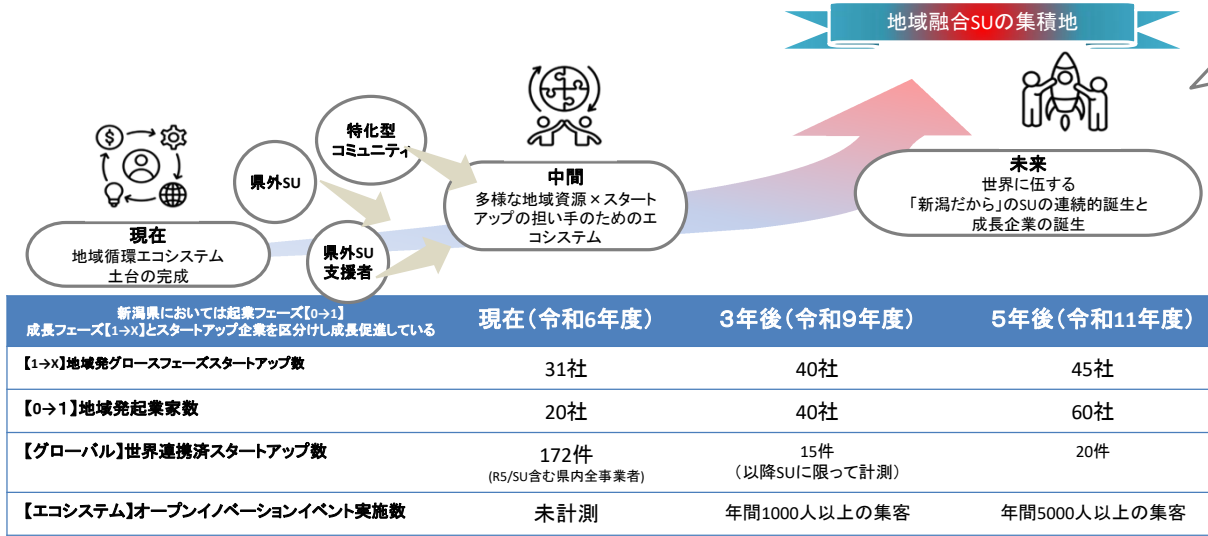 地域融合SUの集積地
特化型
コミュニティ
県外SU
県外SU
支援者
現在
地域循環エコシステム
土台の完成
中間
多様な地域資源×スタート
アップの担い手のためのエ
コシステム
未来
世界に伍する
「新潟だから」のSUの連続的誕生と
成長企業の誕生
新潟県においては起業フェーズ【0→1】
成長フェーズ【1→X】とスタートアップ企業を区分けし成長促進している
現在(令和6年度)
3年後(令和9年度)
5年後(令和11年度)
【1→X】地域発グロースフェーズスタートアップ数
31社
40社
45社
【0→1】地域発起業家数
20社
40社
60社
【グローバル】世界連携済スタートアップ数
172件
(R5/SU含む県内全事業者)
15件
(以降SUに限って計測)
20件
【エコシステム】オープンイノベーションイベント実施数
未計測
年間1000人以上の集客
年間5000人以上の集客